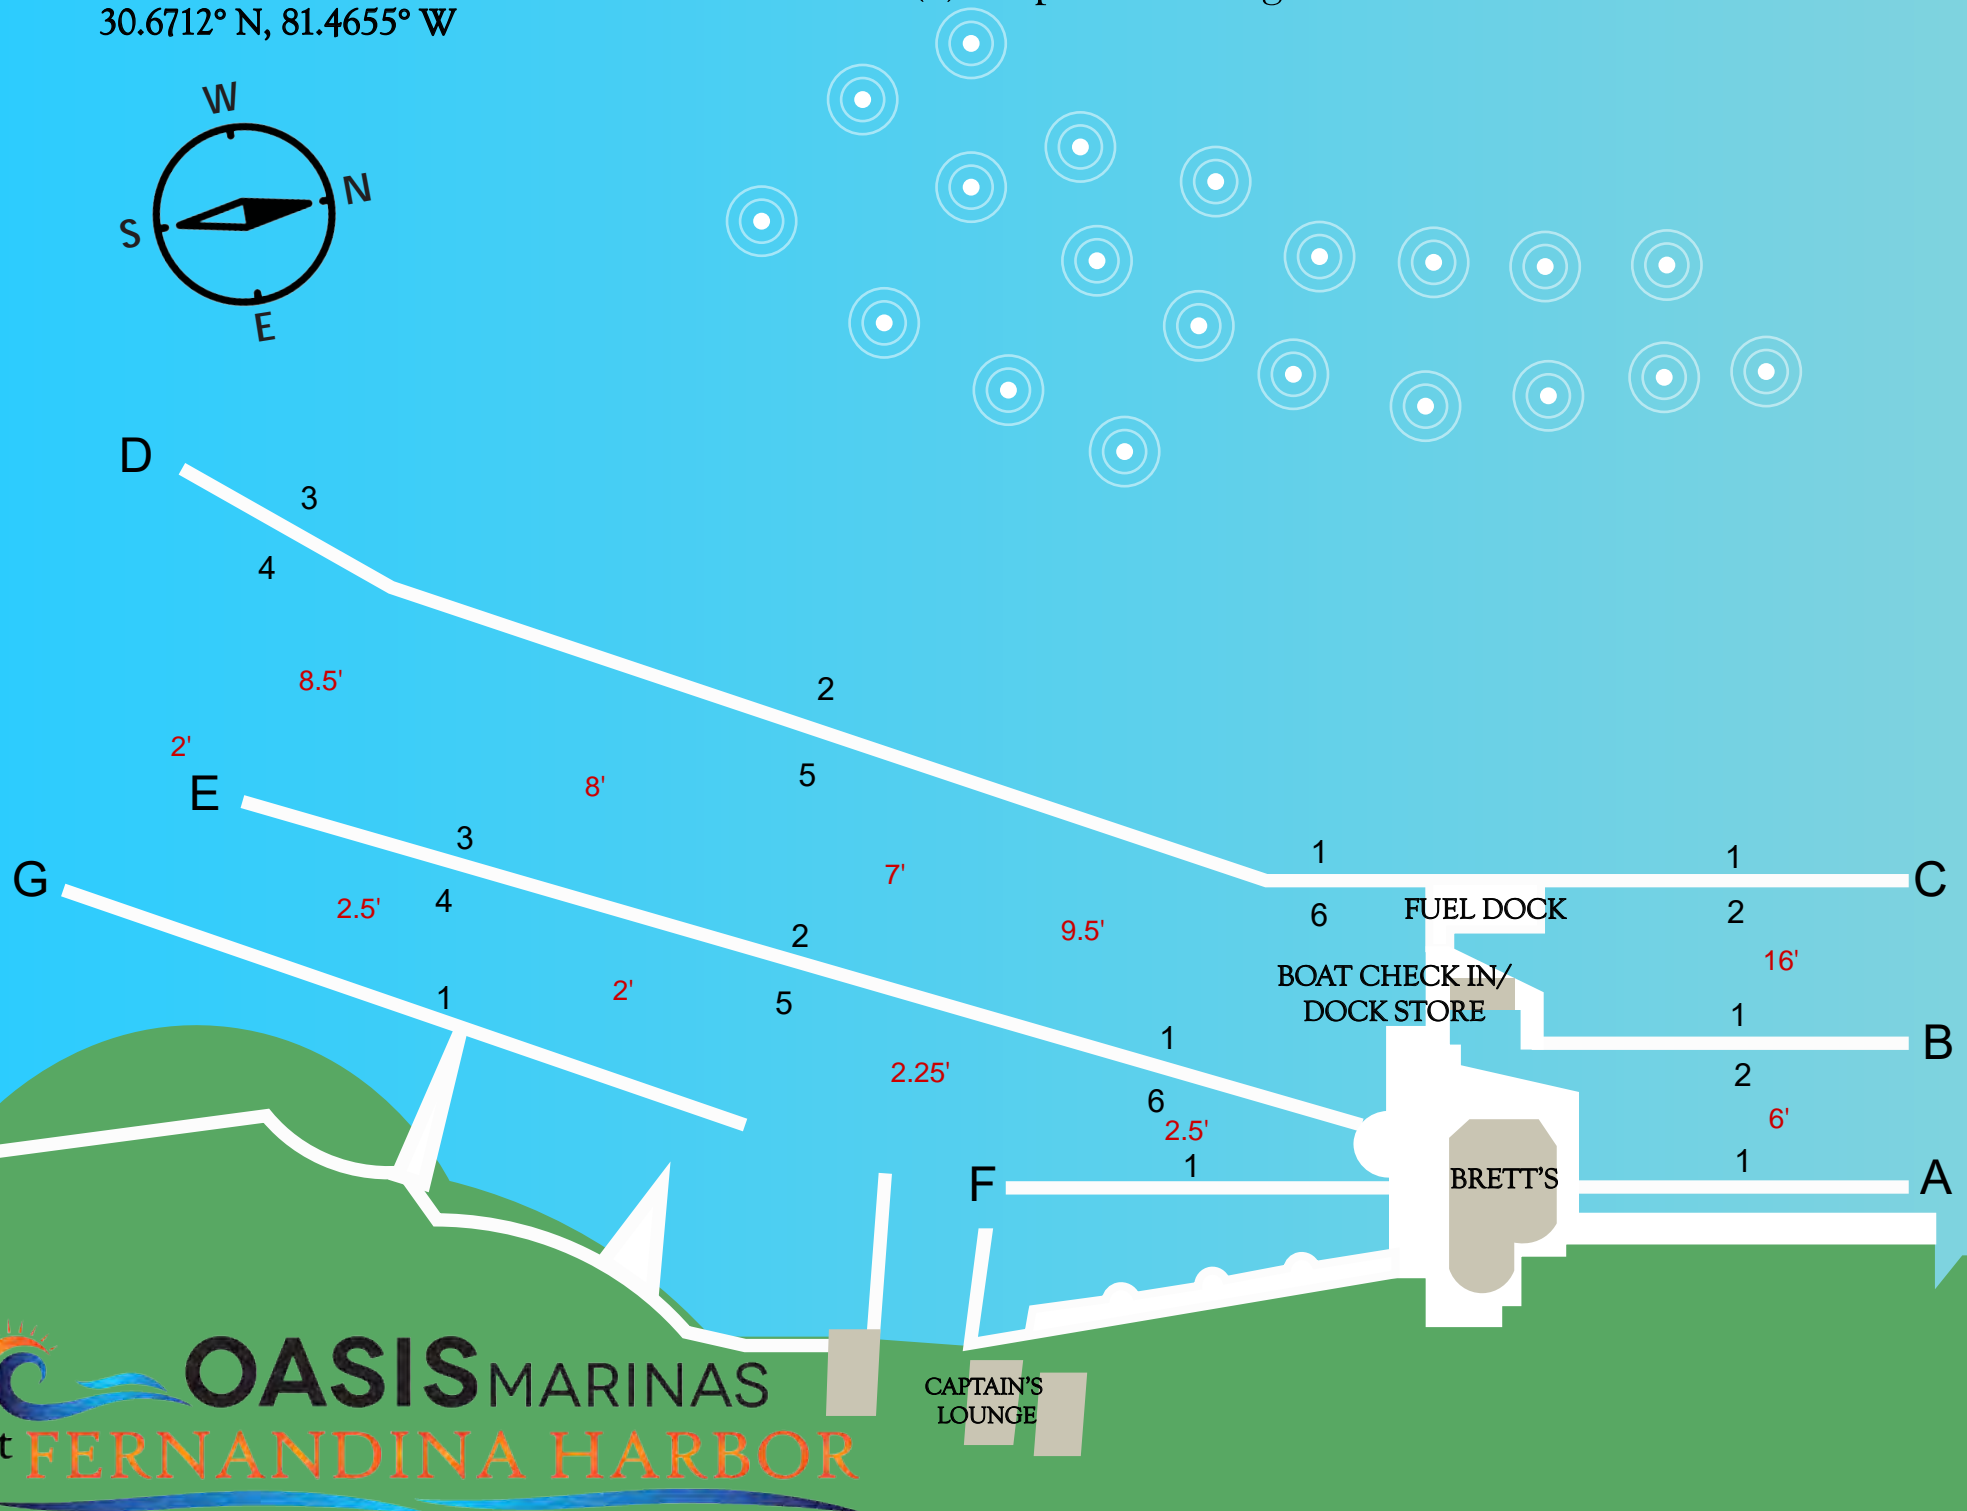 30.6712° N, 81.4655° W
W
N
S
E
D
3
4
8.5'
2
2'
5
8'
E
3
1
1
G
7'
C
4
FUEL DOCK
2.5'
6
2
2
9.5'
16'
BOAT CHECK IN/
DOCK STORE
2'
1
5
1
1
B
2.25'
2
6
6'
2.5'
1
1
F
BRETT'S
A
OASIS MARINAS
CAPTAIN'S
LOUNGE
t FERNANDINA HARBOR